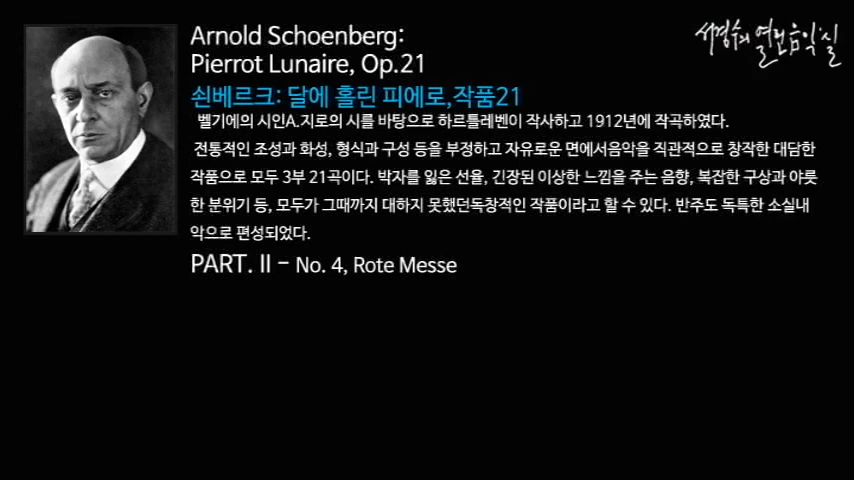 Arnold Schoenberg:
서경수의 열린음악실
Pierrot Lunaire, Op.21
쇤베르크: 달에 홀린 피에로,작품21
벨기에의 시인A.지로의 시를 바탕으로 하르틀레벤이 작사하고 1912년에 작곡하였다.
전통적인 조성과 화성, 형식과 구성 등을 부정하고 자유로운 면에서음악을 직관적으로 창작한 대담한
작품으로 모두 3부 21곡이다. 박자를 잃은 선율, 긴장된 이상한 느낌을 주는 음향, 복잡한 구상과 야릇
한 분위기 등, 모두가 그때까지 대하지 못했던독창적인 작품이라고 할 수 있다. 반주도 독특한 소실내
악으로 편성되었다.
PART. II - No. 4, Rote Messe